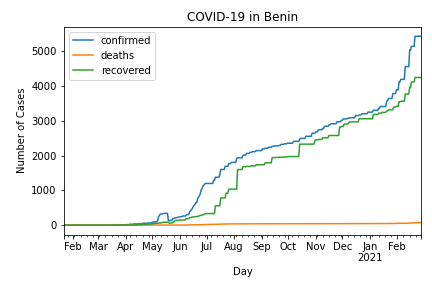 COVID-19 in Benin
confirmed
deaths
recovered
Number of Cases
5000
4000
3000
2000
1000
0
Feb Mar Apr May Jun Jul Aug Sep Oct Nov Dec Jan Feb
2021
Day